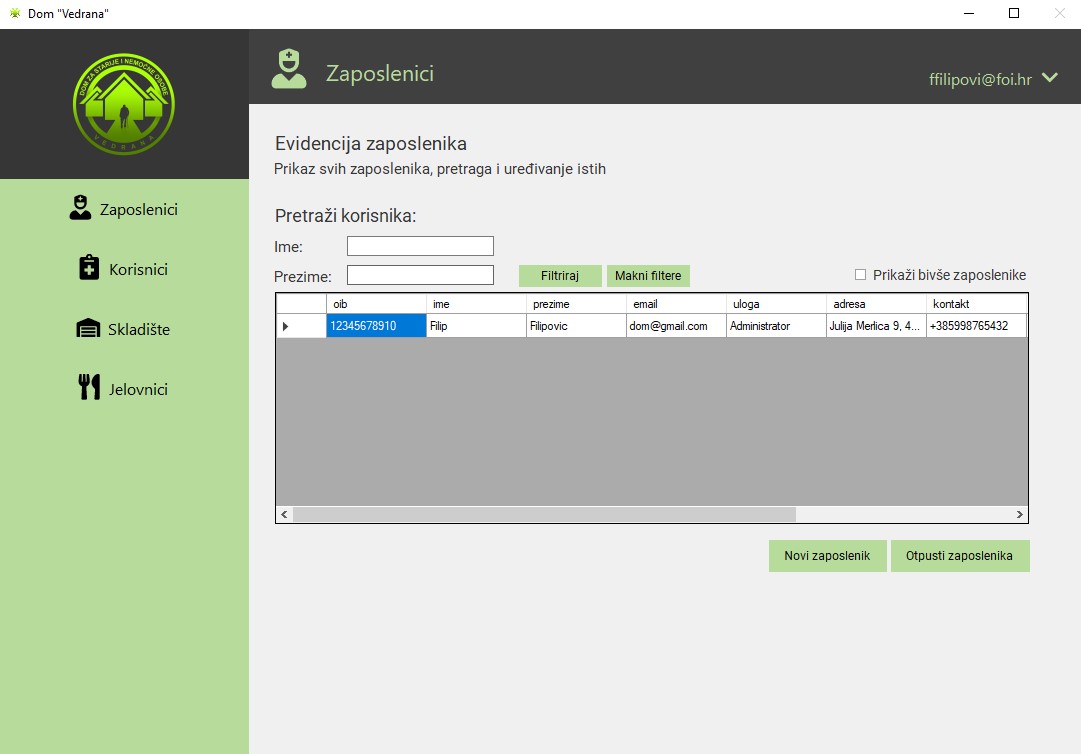 Dom "Vedrana"
DOM ZA STARIJE I NEMOĆNE OSOBE
VEDRANA
Zaposlenici
ffilipovi@foi.hr
Zaposlenici
Korisnici
Skladište
Jelovnici
Evidencija zaposlenika
Prikaz svih zaposlenika, pretraga i uređivanje istih
Pretraži korisnika:
Ime:
Prezime:
Filtriraj
Makni filtere
Prikaži bivše zaposlenike
oib ime prezime email uloga adresa kontakt
12345678910 Filip Filipovic dom@gmail.com Administrator Julija Merlica 9, 4... +385998765432
Novi zaposlenik
Otpusti zaposlenika